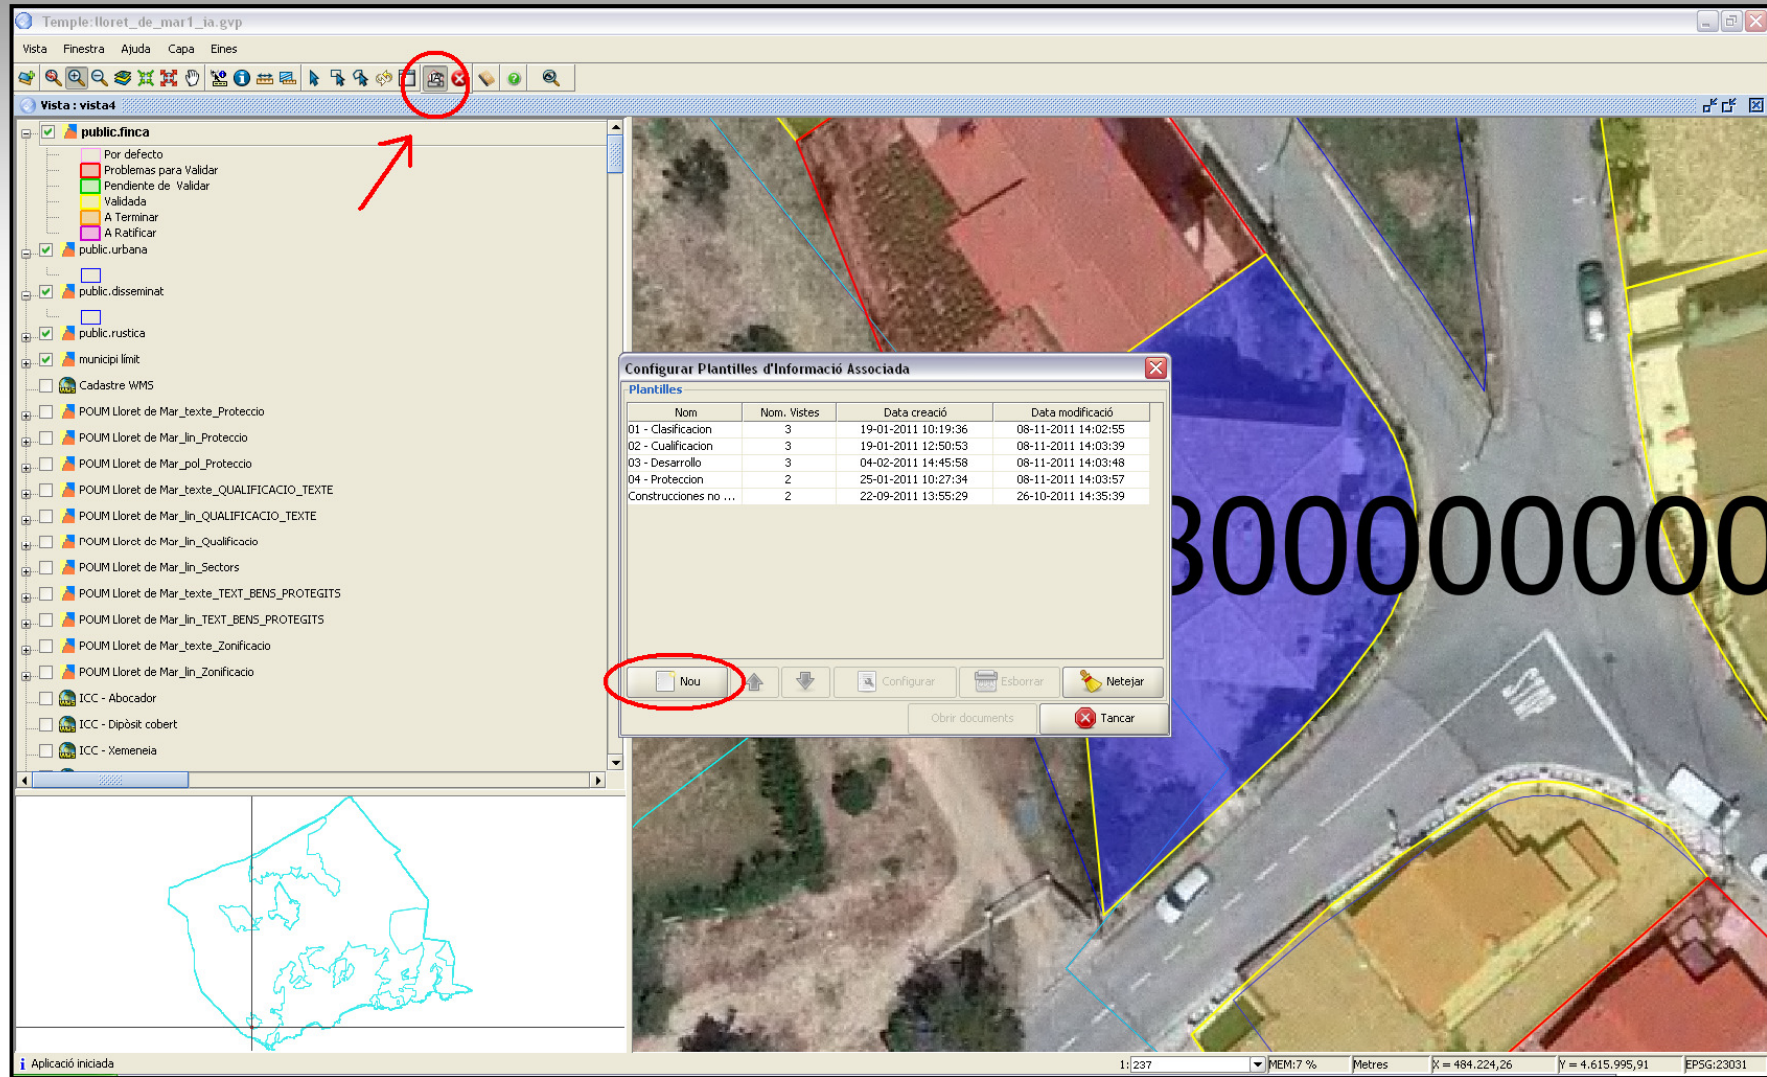 Temple:lloret_de_mar1_ia.gvp
Vista Finestra Ajuda Capa Eines
Vista : vista4
public.finca
Por defecto
Problemas para Validar
Pendiente de Validar
Validada
A Terminar
A Ratificar
public.urbana
public.disseminat
public.rustica
municipi límit
Cadastre WMS
POUM Lloret de Mar_texte_Proteccio
POUM Lloret de Mar_lin_Proteccio
POUM Lloret de Mar_pol_Proteccio
POUM Lloret de Mar_texte_QUALIFICACIO_TEXTE
POUM Lloret de Mar_lin_QUALIFICACIO_TEXTE
POUM Lloret de Mar_lin_Qualificacio
POUM Lloret de Mar_lin_Sectors
POUM Lloret de Mar_texte_TEXT_BENS_PROTEGITS
POUM Lloret de Mar_lin_TEXT_BENS_PROTEGITS
POUM Lloret de Mar_texte_Zonificacio
POUM Lloret de Mar_lin_Zonificacio
ICC - Abocador
ICC - Dipòsit cobert
ICC - Xemeneia
Configurar Plantilles d'Informació Associada
Plantilles
Nom Nom. Vistes Data creació Data modificació
01 - Clasificacion 3 19-01-2011 10:19:36 08-11-2011 14:02:55
02 - Cualificacion 3 19-01-2011 12:50:53 08-11-2011 14:03:39
03 - Desarrollo 3 04-02-2011 14:45:58 08-11-2011 14:03:48
04 - Proteccion 2 25-01-2011 10:27:34 08-11-2011 14:03:57
Construcciones no ... 2 22-09-2011 13:55:29 26-10-2011 14:35:39
Nou Configurar Esborrar Netejar
Obrir documents Tancar
300000000
Aplicació iniciada 1: 237 MEM:7 % Metres X = 484.224,26 Y = 4.615.995,91 EPSG:23031